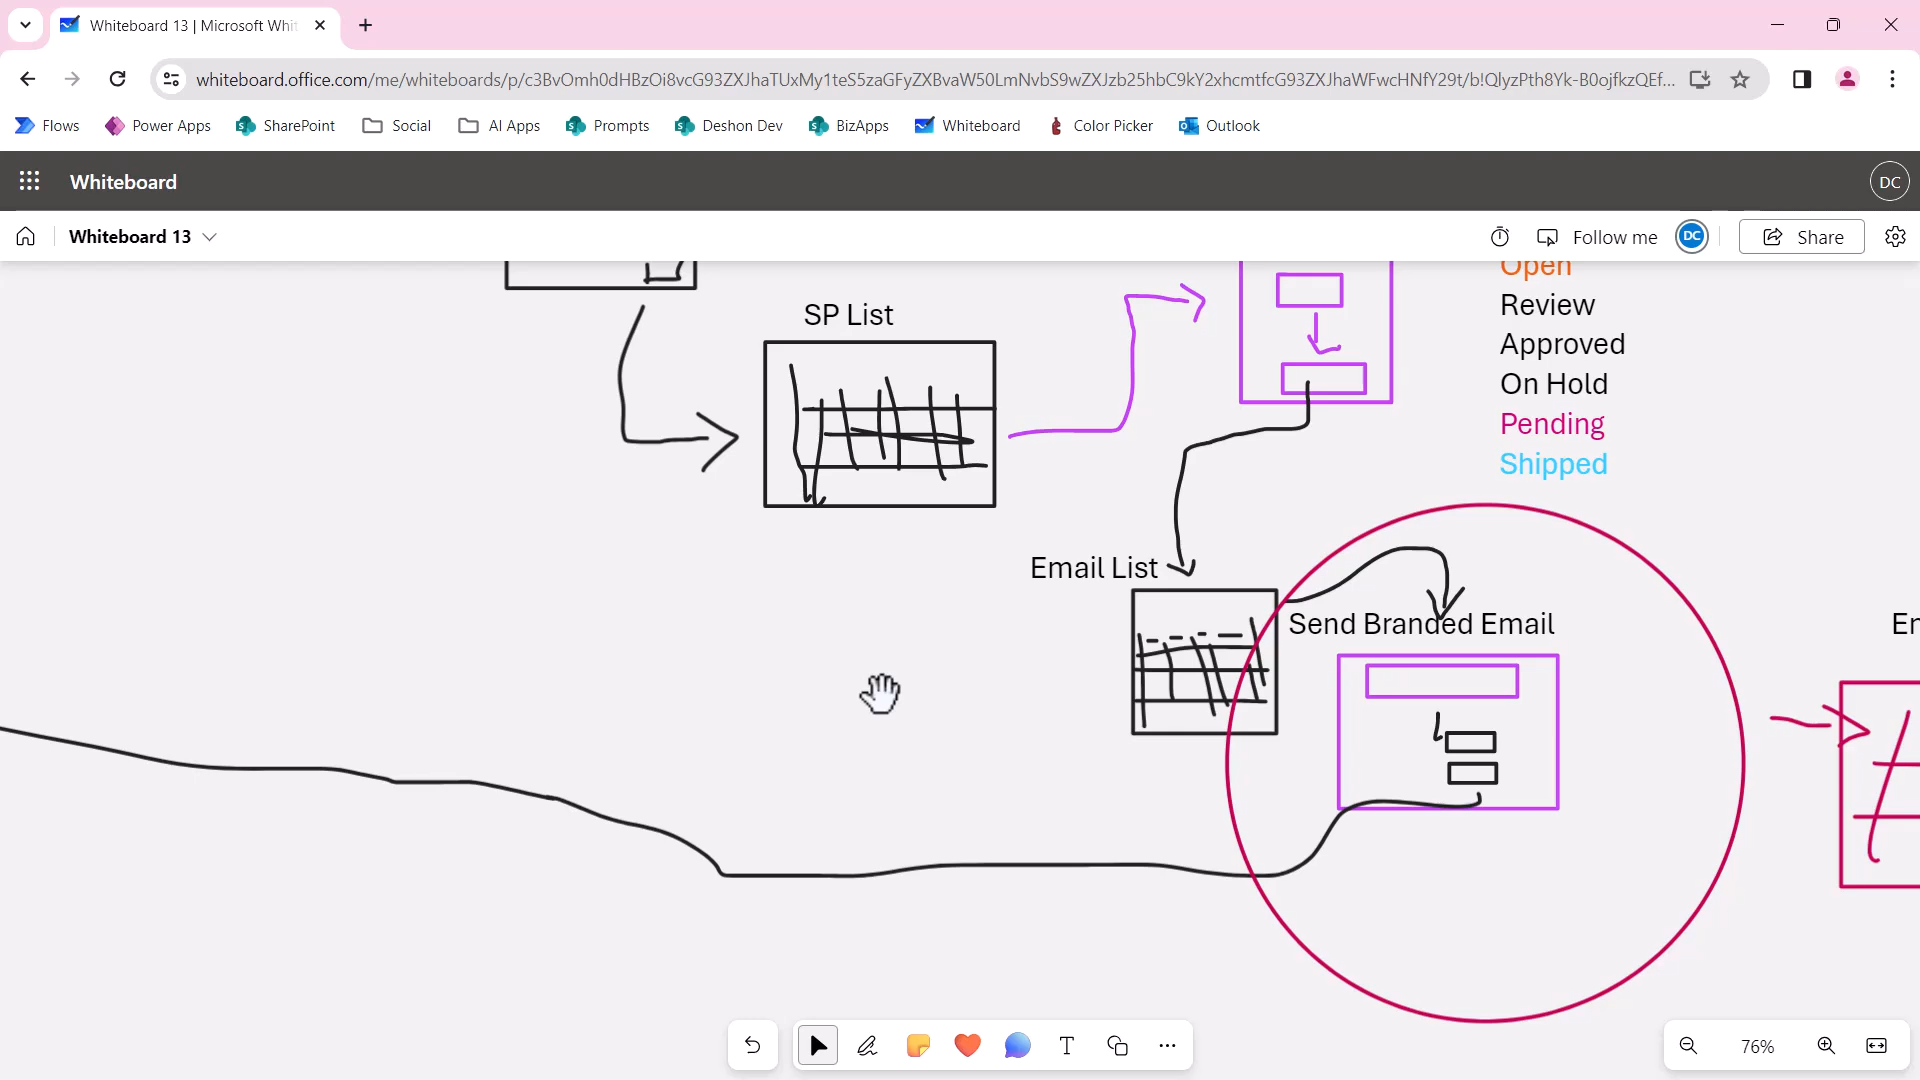 Whiteboard 13 | Microsoft Whit
whiteboard.office.com/me/whiteboards/p/c3BvOmh0dHBzOi8vcG93ZXJhaTUxMy1teS5zaGFyZXBvaW50LmNvbS9wZXJzb25hbC9kY2xhcmtfcG93ZXJhaWFwcHNfY29t/b!QlyzPth8Yk-B0ojfkzQEf...
Flows Power Apps SharePoint Social AI Apps Prompts Deshon Dev BizApps Whiteboard Color Picker Outlook
Whiteboard DC
Whiteboard 13 Follow me DC Share
Open
Review
SP List
Approved
On Hold
Pending
Shipped
Email List
Send Branded Email
En
76%